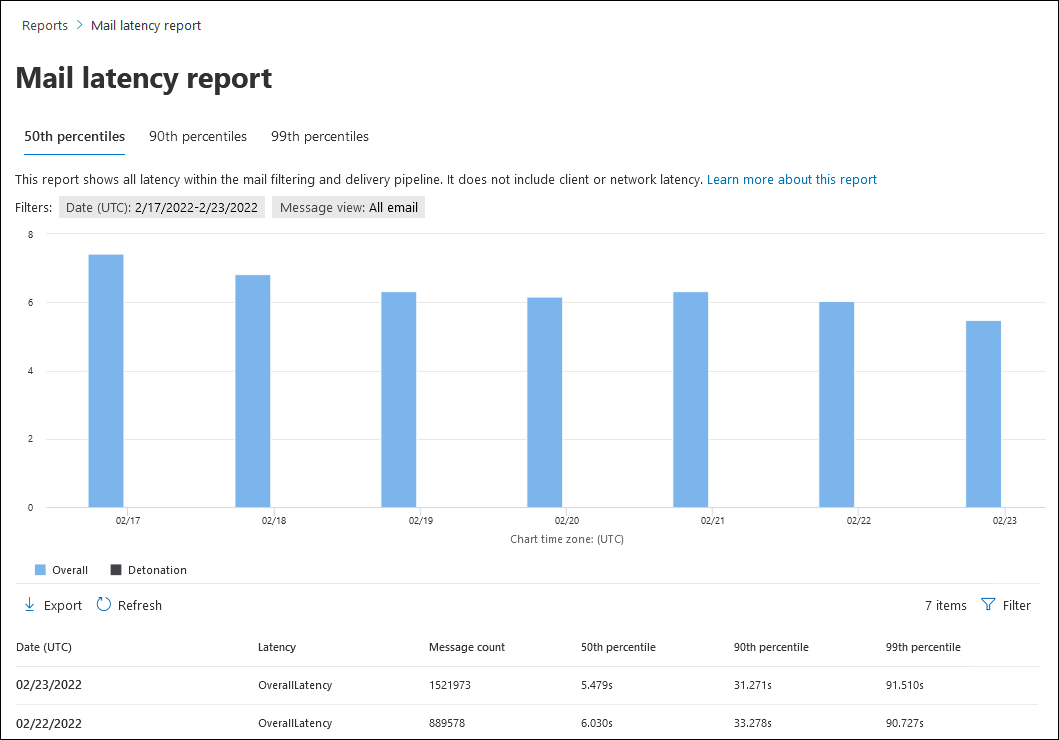 Reports > Mail latency report
Mail latency report
50th percentiles 90th percentiles 99th percentiles
This report shows all latency within the mail filtering and delivery pipeline. It does not include client or network latency. Learn more about this report
Filters: Date (UTC): 2/17/2022-2/23/2022 Message view: All email
8
6
4
2
0
02/17 02/18 02/19 02/20 02/21 02/22 02/23
Chart time zone: (UTC)
Overall Detonation
Export Refresh 7 items Filter
Date (UTC) Latency Message count 50th percentile 90th percentile 99th percentile
02/23/2022 OverallLatency 1521973 5.479s 31.271s 91.510s
02/22/2022 OverallLatency 889578 6.030s 33.278s 90.727s